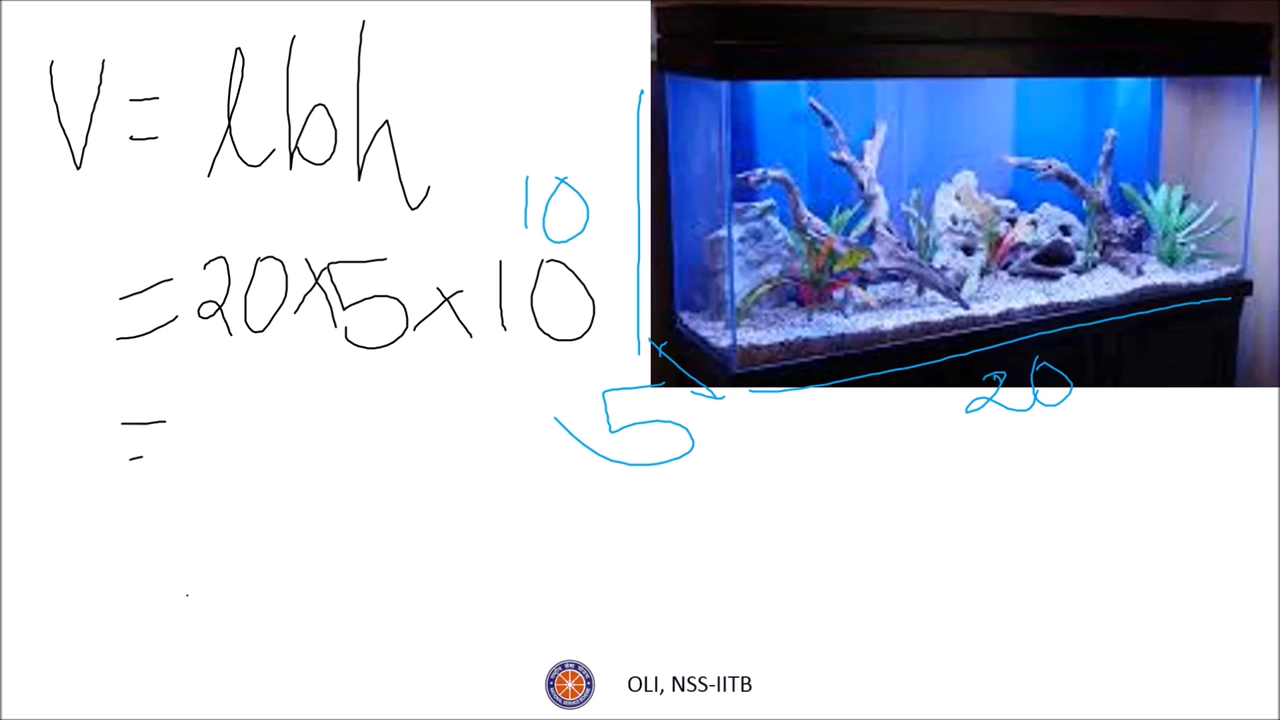 V = lbh
10
= 20 x 5 x 10
5
20
=
OLI, NSS-IITB